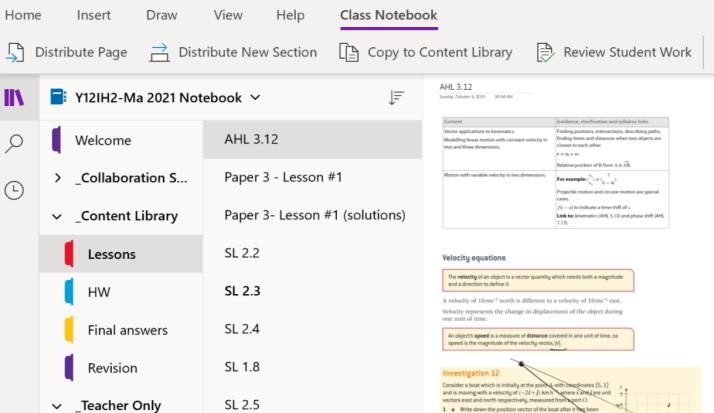 Home Insert Draw View Help Class Notebook
Distribute Page Distribute New Section Copy to Content Library Review Student Work
Y12IH2-Ma 2021 Notebook
Welcome
_Collaboration S...
_Content Library
Lessons
HW
Final answers
Revision
_Teacher Only
AHL 3.12
Paper 3 - Lesson #1
Paper 3- Lesson #1 (solutions)
SL 2.2
SL 2.3
SL 2.4
SL 1.8
SL 2.5
AHL 3.12
Sunday, October 6, 2019
Content Guidance, clarification and syllabus links
Vector applications to kinematics.
Modelling linear motion with constant velocity in
two and three dimensions.
Finding positions, intersections, describing paths,
finding times and distances when two objects are
closest to each other.
Relative position of B from A is AB.
Motion with variable velocity in two dimensions.
For example:
Projectile motion and circular motion are special
cases.
f(t − a) to indicate a time-shift of a.
Link to: kinematics (AHL 5.13) and phase shift (AHL
1.13).
Velocity equations
The velocity of an object is a vector quantity which needs both a magnitude
and a direction to define it.
A velocity of 10 ms⁻¹ north is different to a velocity of 10 ms⁻¹ east.
Velocity represents the change in displacement of the object during
one unit of time.
An object's speed is a measure of distance covered in one unit of time, so
speed is the magnitude of the velocity vector, |v|.
Investigation 12
Consider a boat which is initially at the point A with coordinates (5, 1)
and is moving with a velocity of (−2i + j) km h⁻¹ where i and j are unit
vectors east and north respectively, measured from a port O.
1 a Write down the position vector of the boat after it has been